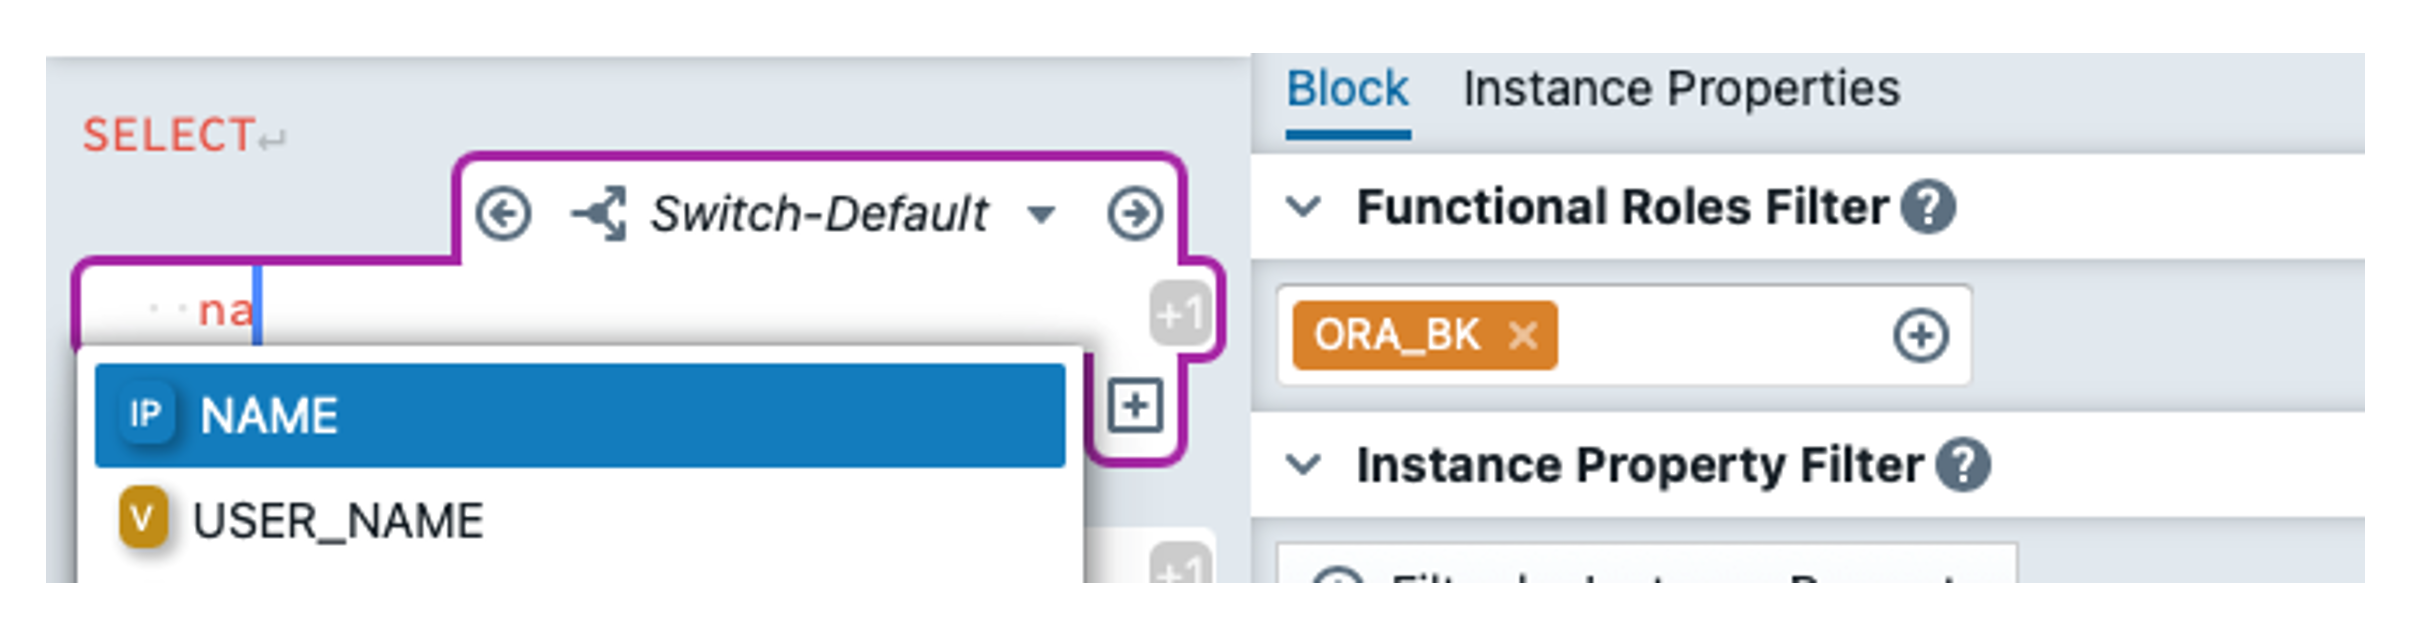 SELECT↵
Switch-Default
na
+1
IP NAME
V USER_NAME
+1
Block Instance Properties
Functional Roles Filter ?
ORA_BK ×
Instance Property Filter ?